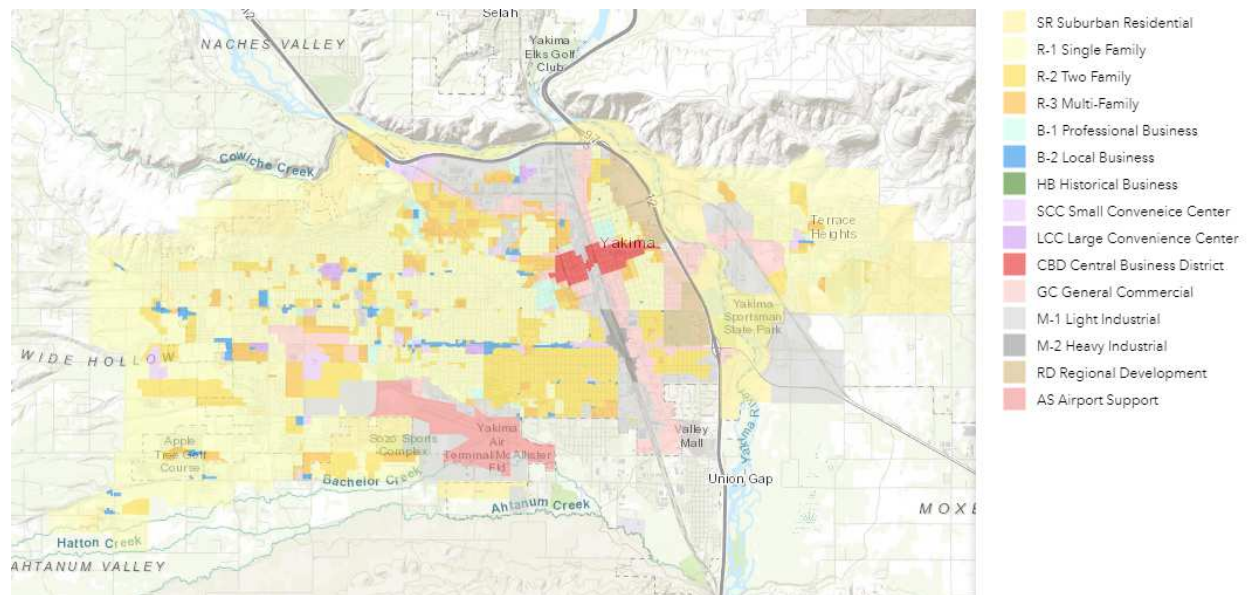 Selah
12
NACHES VALLEY
Yakima
Elks Golf
Club
97
Cowiche Creek
12
Terrace
Heights
Yakima
Yakima
Sportsman
State Park
WIDE HOLLOW
Apple
Tree Golf
Course
Sozo Sports
Complex
Yakima
Air
Terminal/McAllister
Fld
Valley
Mall
Yakima R
Bachelor Creek
Union Gap
Ahtanum Creek
Hatton Creek
AHTANUM VALLEY
MOXE
SR Suburban Residential
R-1 Single Family
R-2 Two Family
R-3 Multi-Family
B-1 Professional Business
B-2 Local Business
HB Historical Business
SCC Small Conveneice Center
LCC Large Convenience Center
CBD Central Business District
GC General Commercial
M-1 Light Industrial
M-2 Heavy Industrial
RD Regional Development
AS Airport Support